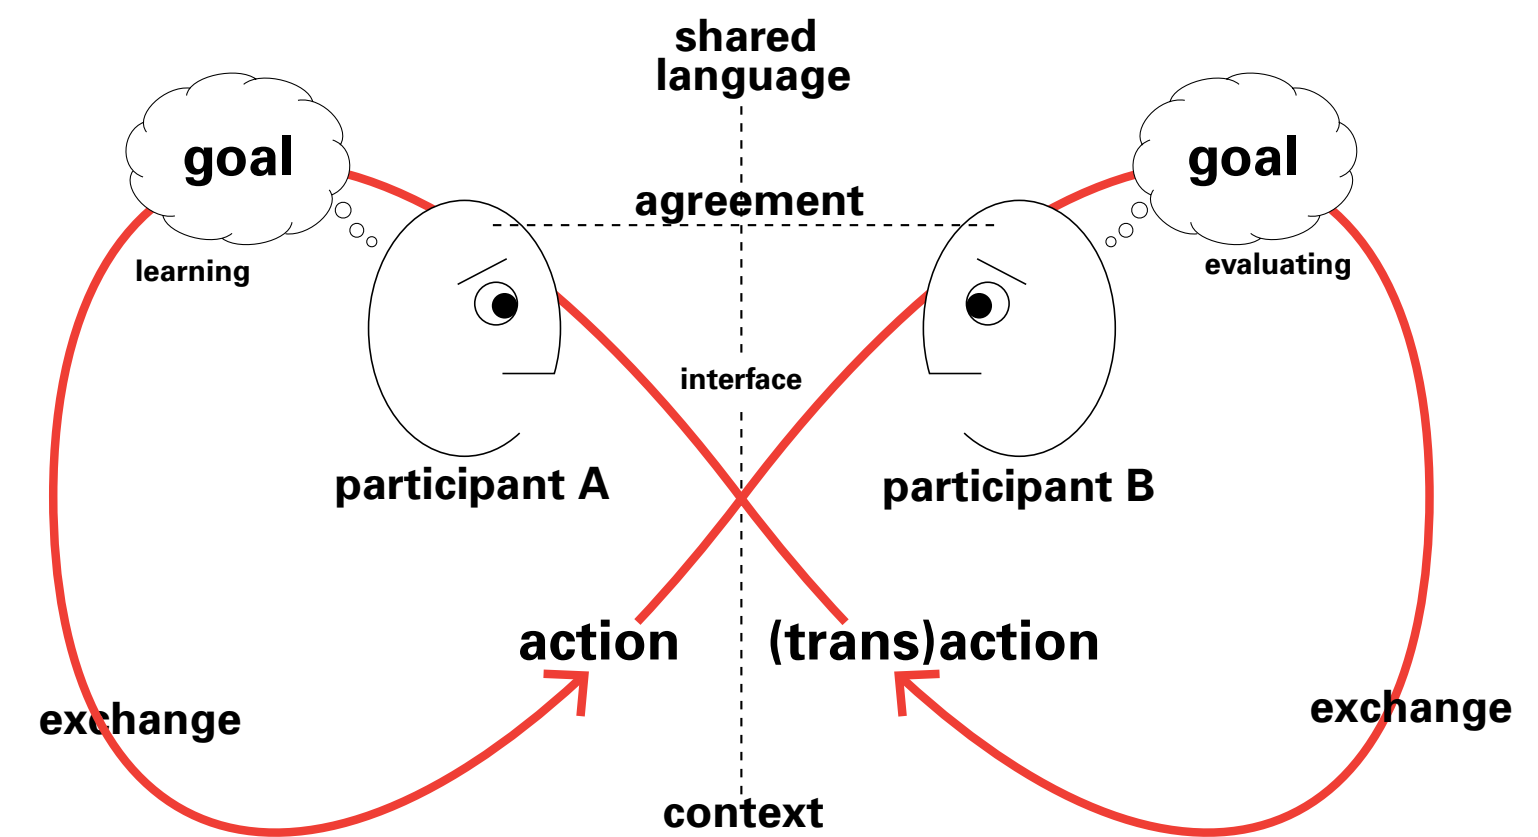 shared
language
goal
goal
agreement
learning
evaluating
interface
participant A
participant B
action
(trans)action
exchange
exchange
context